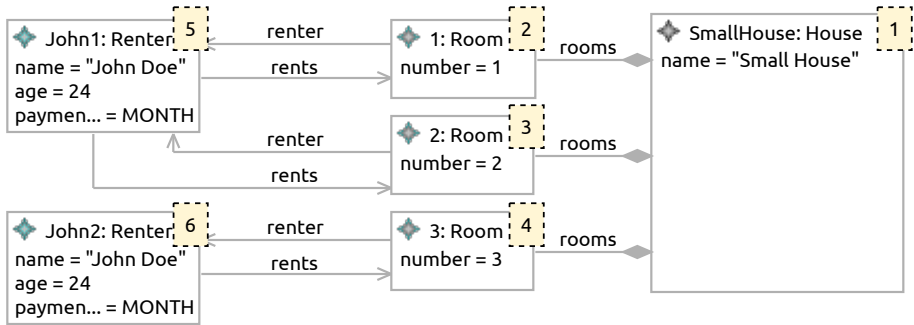 John1: Renter
5
name = "John Doe"
age = 24
paymen... = MONTH
renter
rents
1: Room
2
number = 1
rooms
SmallHouse: House
1
name = "Small House"
renter
rents
2: Room
3
number = 2
rooms
John2: Renter
6
name = "John Doe"
age = 24
paymen... = MONTH
renter
rents
3: Room
4
number = 3
rooms